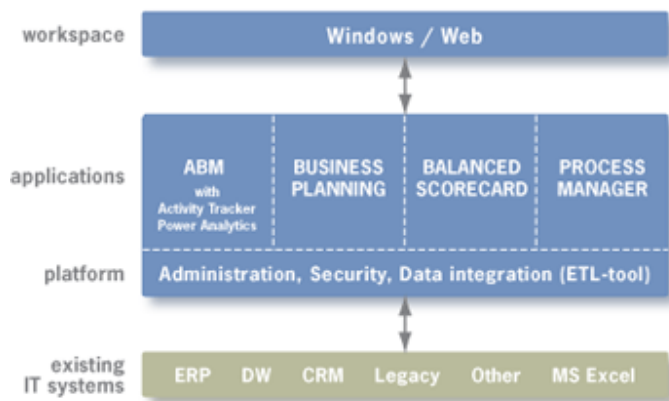 workspace
Windows / Web
applications
ABM
with
Activity Tracker
Power Analytics
BUSINESS
PLANNING
BALANCED
SCORECARD
PROCESS
MANAGER
platform
Administration, Security, Data integration (ETL-tool)
existing
IT systems
ERP DW CRM Legacy Other MS Excel